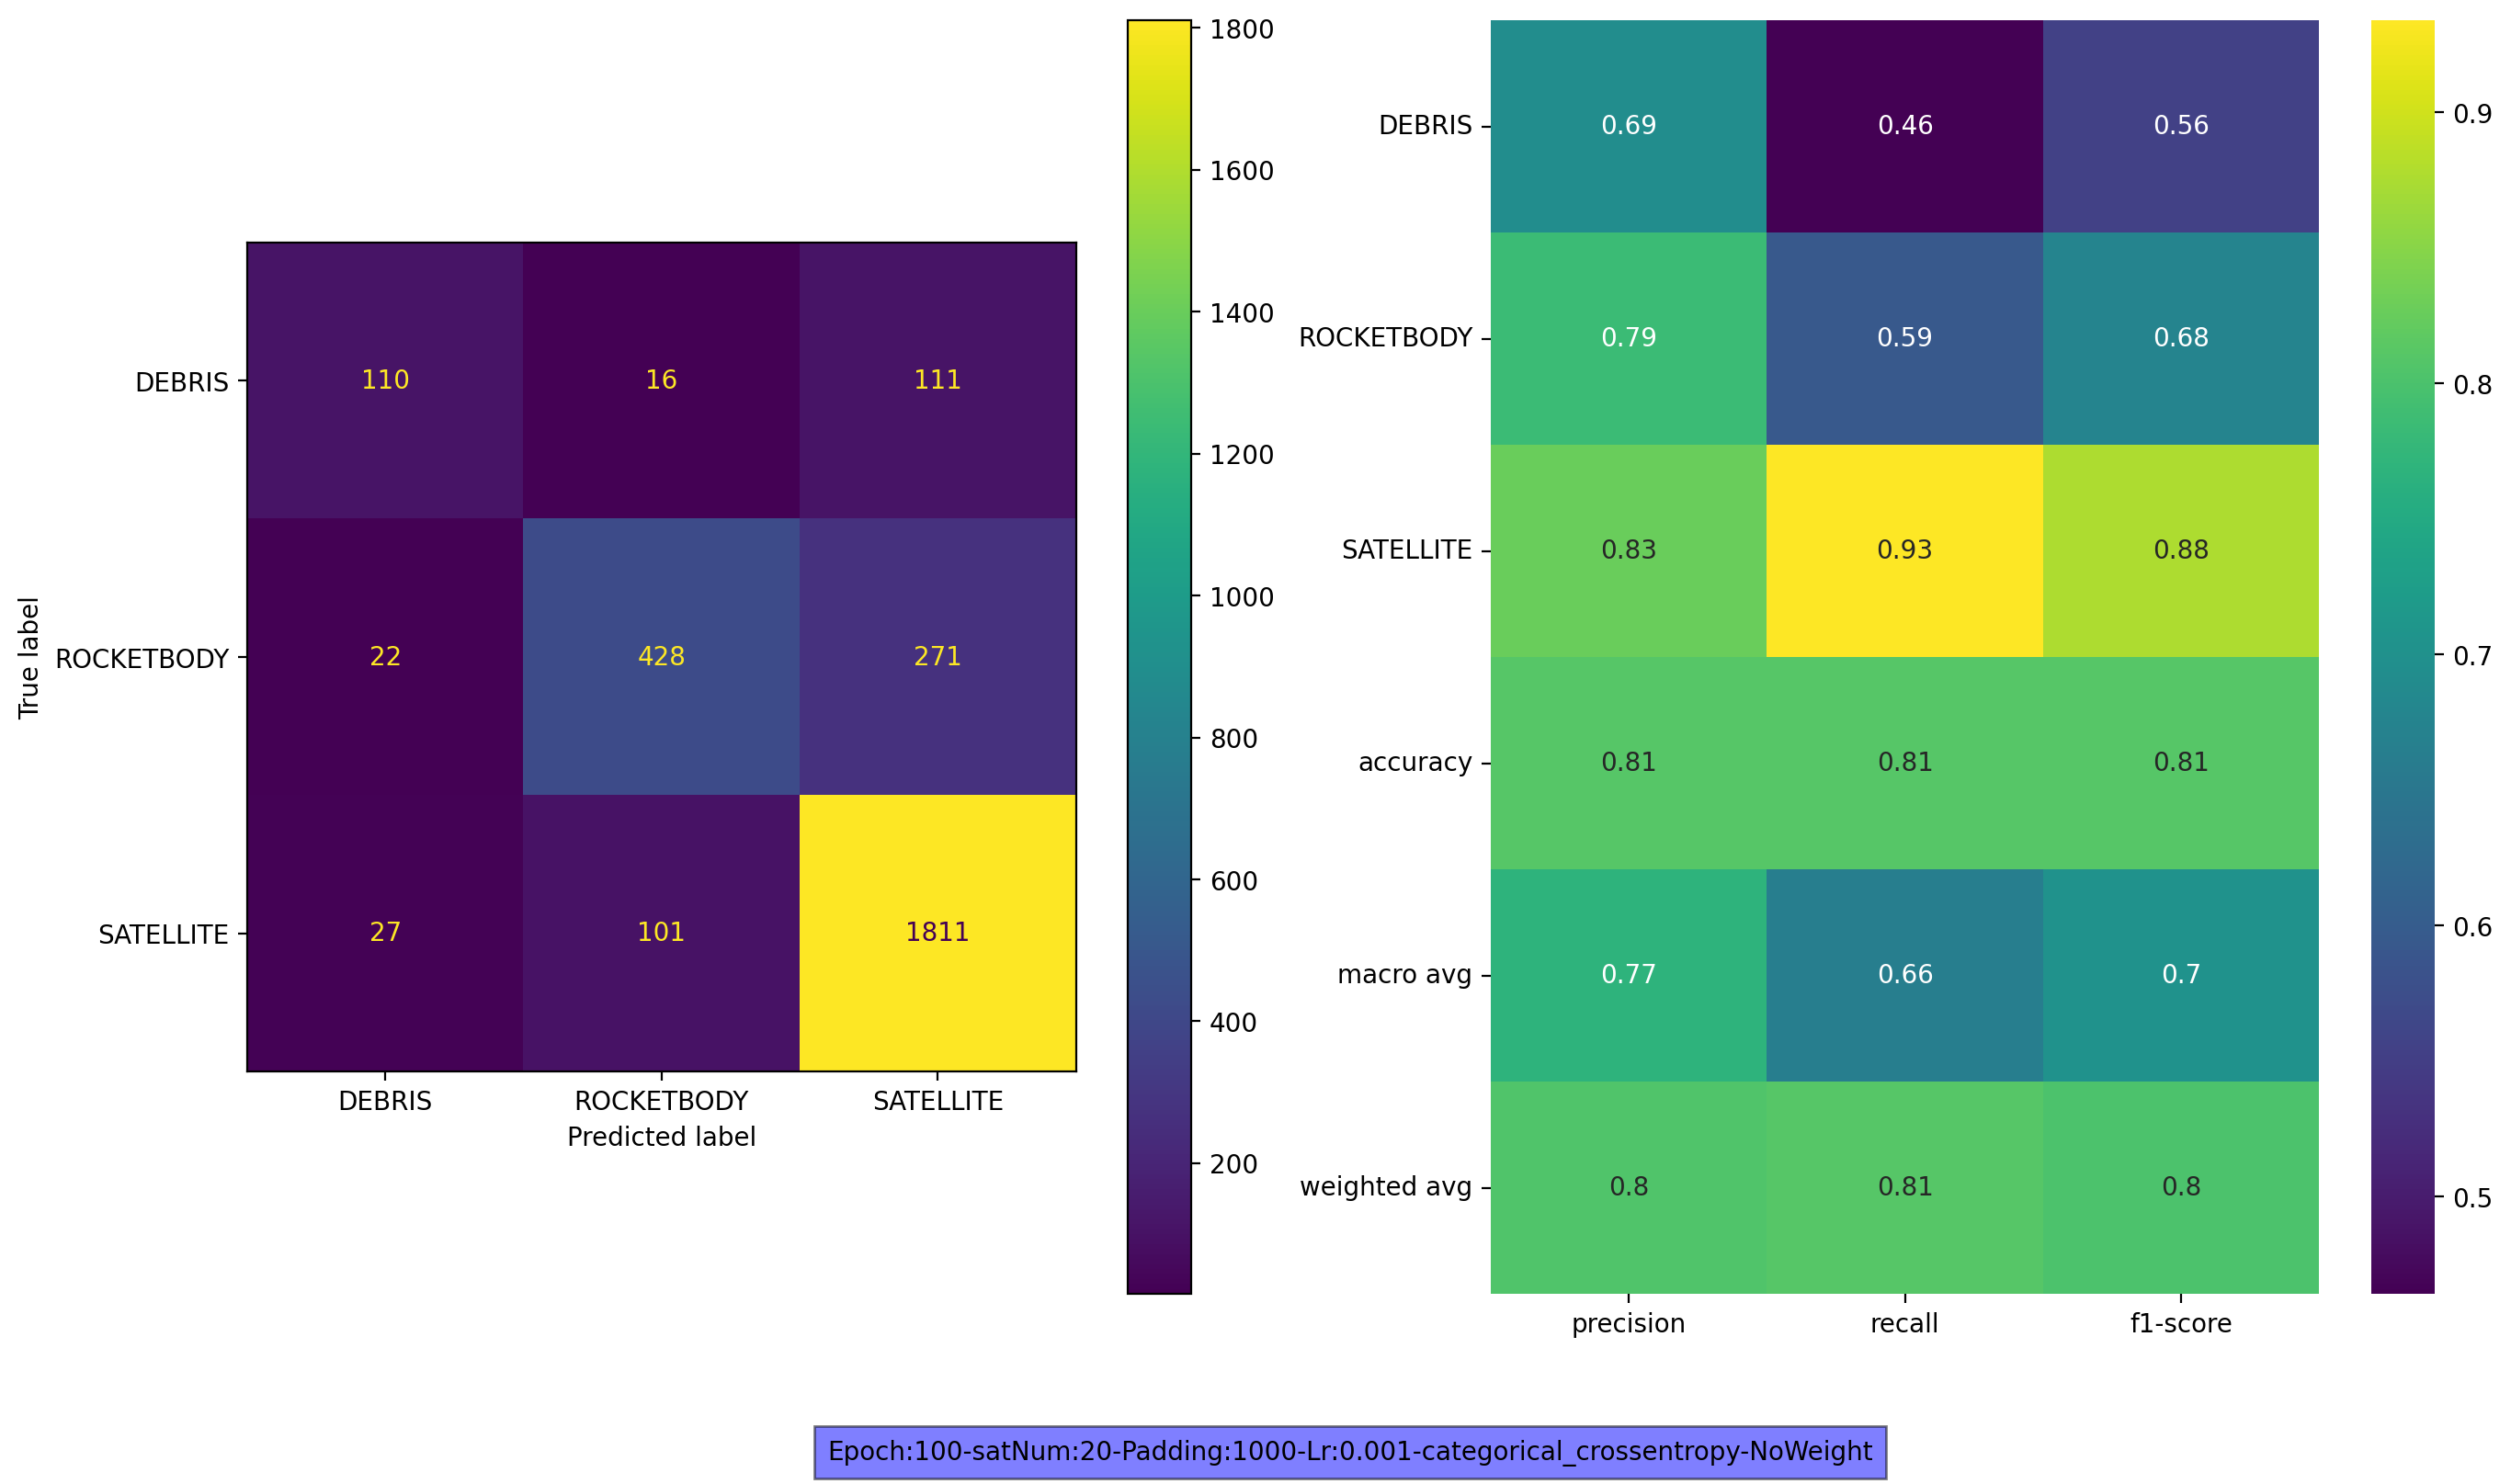 True label
DEBRIS 110 16 111
ROCKETBODY 22 428 271
SATELLITE 27 101 1811
DEBRIS ROCKETBODY SATELLITE
Predicted label
1800
1600
1400
1200
1000
800
600
400
200
DEBRIS 0.69 0.46 0.56
ROCKETBODY 0.79 0.59 0.68
SATELLITE 0.83 0.93 0.88
accuracy 0.81 0.81 0.81
macro avg 0.77 0.66 0.7
weighted avg 0.8 0.81 0.8
precision recall f1-score
0.9
0.8
0.7
0.6
0.5
Epoch:100-satNum:20-Padding:1000-Lr:0.001-categorical_crossentropy-NoWeight